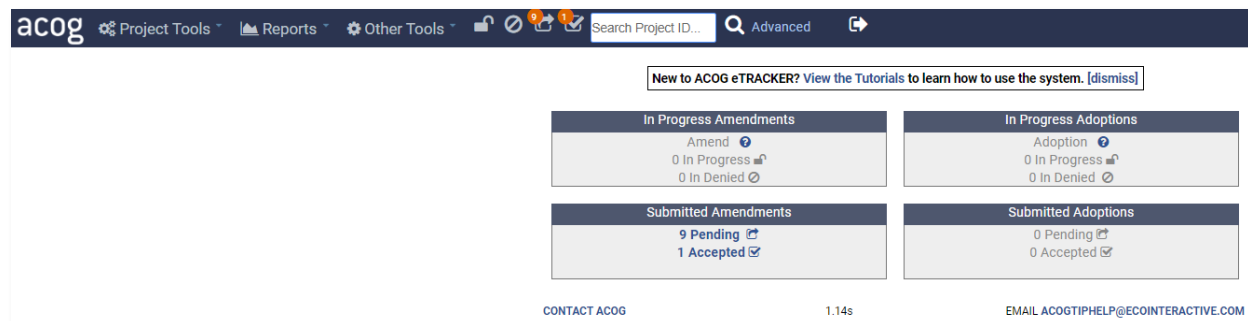 acog Project Tools Reports Other Tools 9 1 Search Project ID... Advanced
New to ACOG eTRACKER? View the Tutorials to learn how to use the system. [dismiss]
In Progress Amendments
Amend
0 In Progress
0 In Denied
In Progress Adoptions
Adoption
0 In Progress
0 In Denied
Submitted Amendments
9 Pending
1 Accepted
Submitted Adoptions
0 Pending
0 Accepted
CONTACT ACOG 1.14s EMAIL ACOGTIPHELP@ECOINTERACTIVE.COM